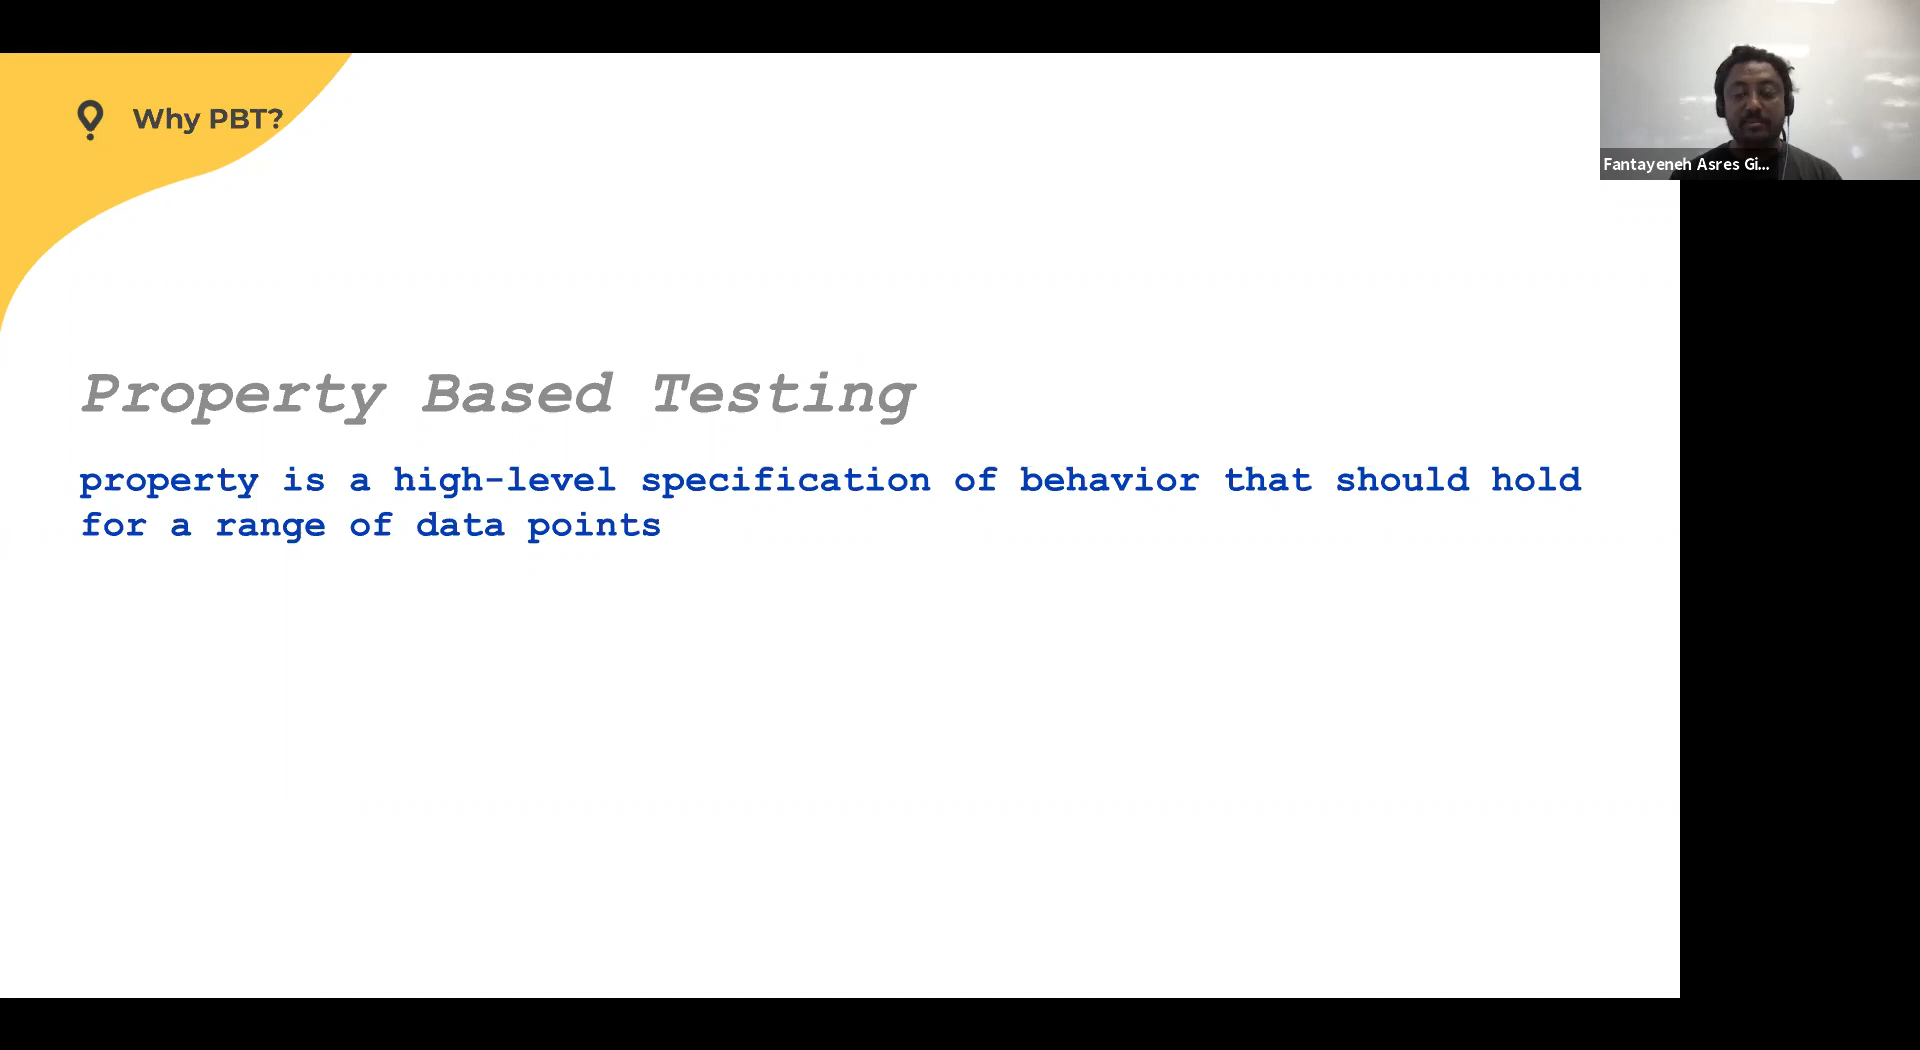 Why PBT?
Fantayeneh Asres Gi...
Property Based Testing
property is a high-level specification of behavior that should hold
for a range of data points